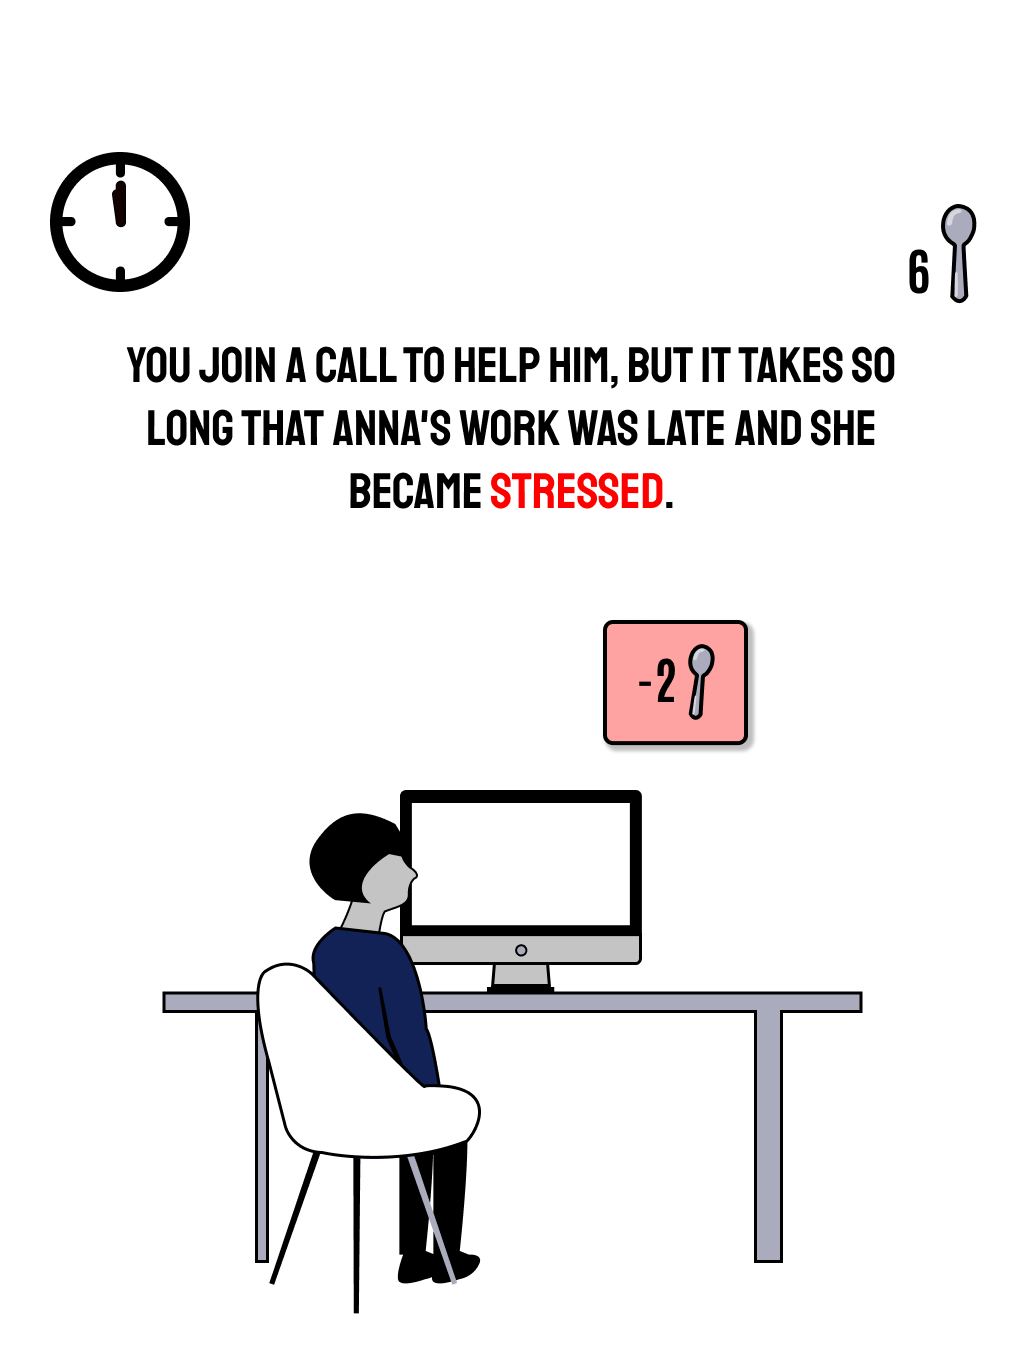 6
YOU JOIN A CALL TO HELP HIM, BUT IT TAKES SO
LONG THAT ANNA'S WORK WAS LATE AND SHE
BECAME STRESSED.
-2